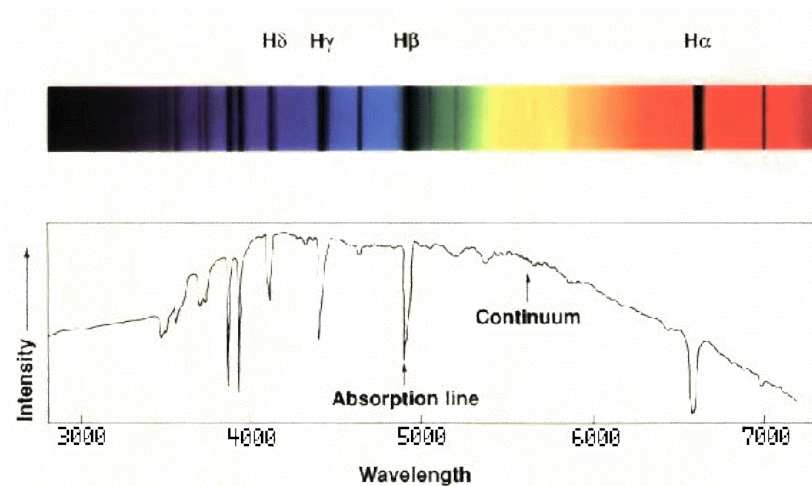 Hδ Hγ Hβ Hα
Continuum
Absorption line
Intensity
3000 4000 5000 6000 7000
Wavelength